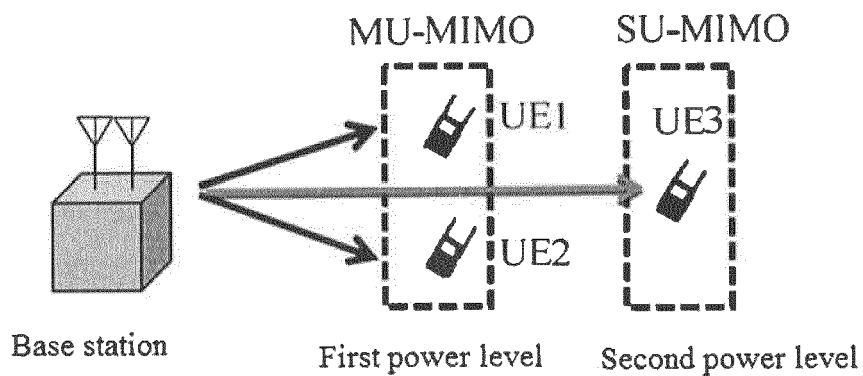 MU-MIMO SU-MIMO
UE1 UE3
UE2
Base station First power level Second power level